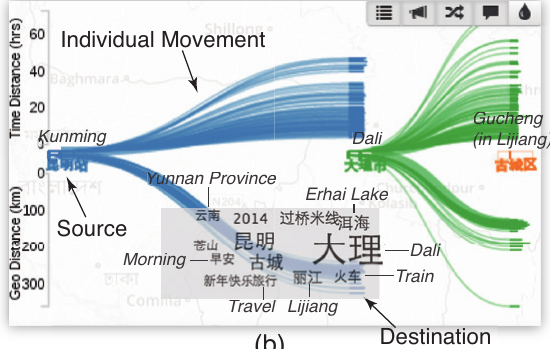 Shillong
60
Individual Movement
Time Distance (hrs)
40
Baghmara
20
Gucheng
(in Lijiang)
Kunming
Dali
昆明站
大理市
古城区
0
Yunnan Province
Erhai Lake
Kolasib
100
云南
2014
过桥米线
洱海
N204
Geo Distance (km)
Source
苍山
昆明
大理
Dali
200
Morning
早安
古城
丽江
火车
Train
新年快乐旅行
300
Travel
Lijiang
Destination
(b)